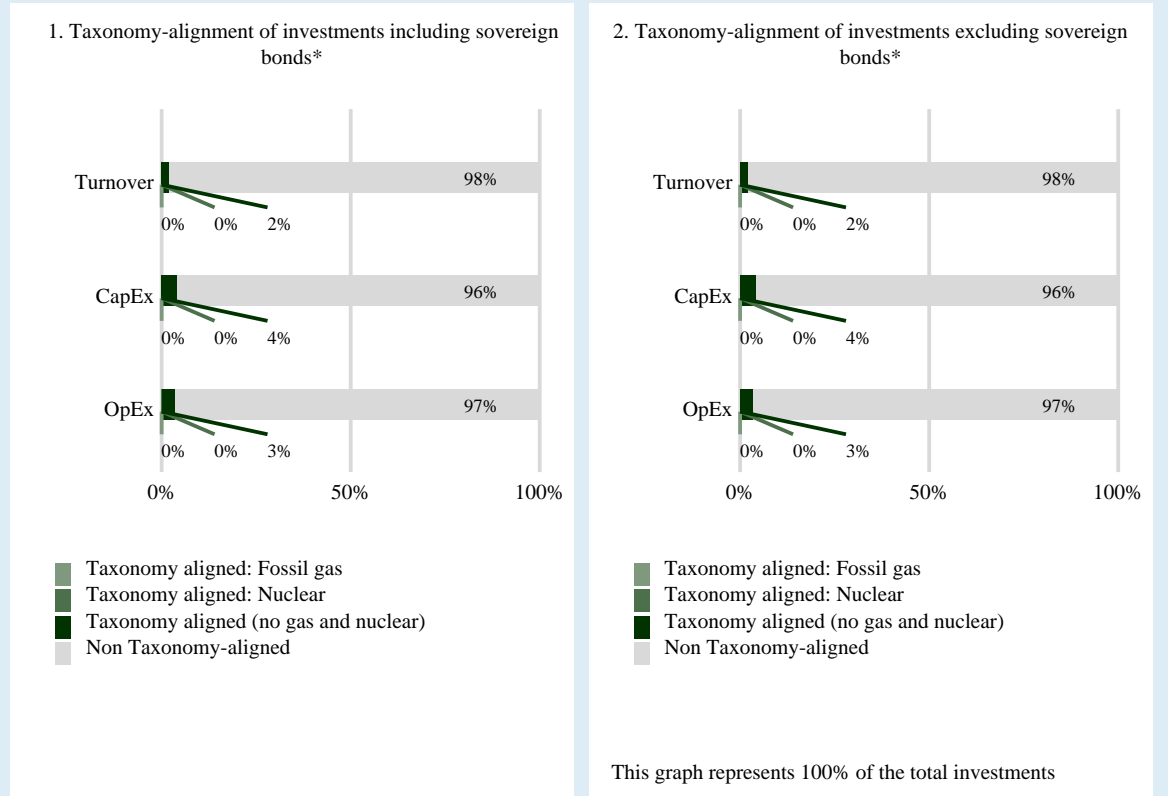 1. Taxonomy-alignment of investments including sovereign
bonds*
Turnover
98%
0% 0% 2%
CapEx
96%
0% 0% 4%
OpEx
97%
0% 0% 3%
0% 50% 100%
Taxonomy aligned: Fossil gas
Taxonomy aligned: Nuclear
Taxonomy aligned (no gas and nuclear)
Non Taxonomy-aligned
2. Taxonomy-alignment of investments excluding sovereign
bonds*
Turnover
98%
0% 0% 2%
CapEx
96%
0% 0% 4%
OpEx
97%
0% 0% 3%
0% 50% 100%
Taxonomy aligned: Fossil gas
Taxonomy aligned: Nuclear
Taxonomy aligned (no gas and nuclear)
Non Taxonomy-aligned
This graph represents 100% of the total investments